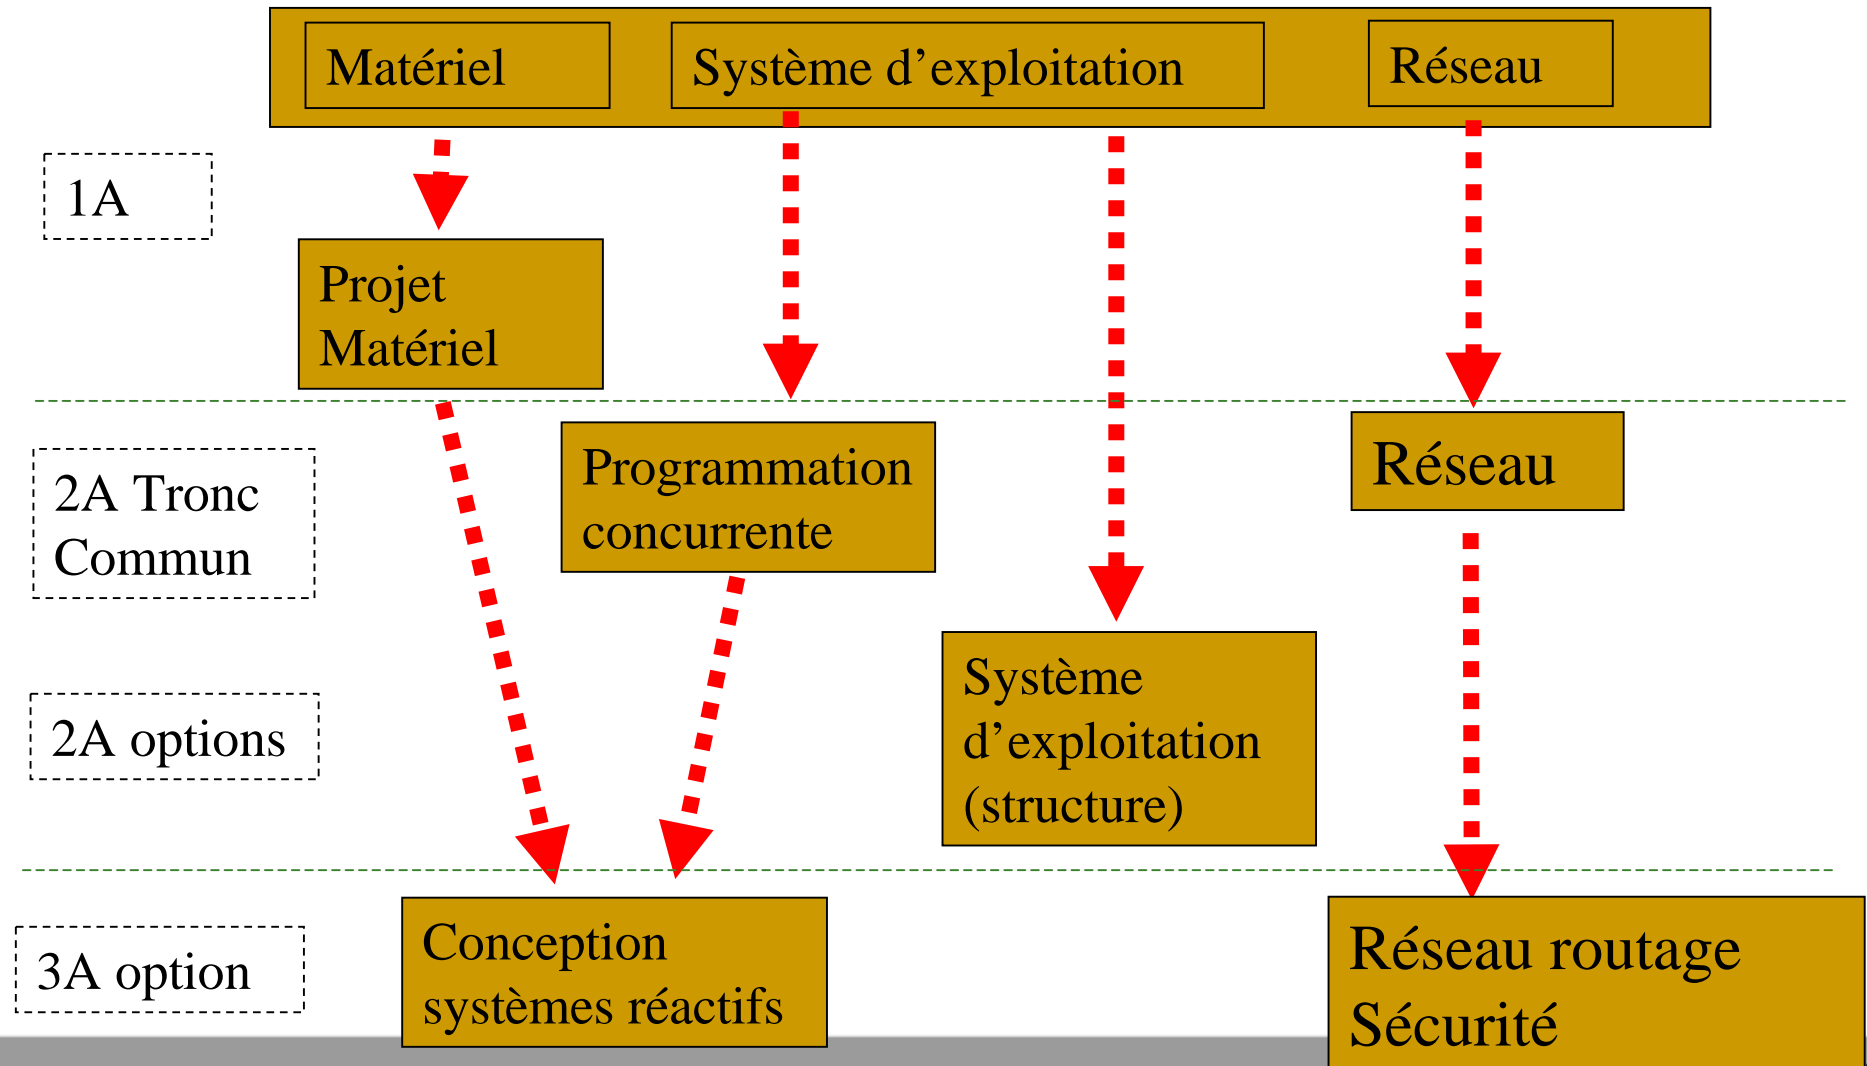 Matériel
Système d’exploitation
Réseau
1A
Projet
Matériel
2A Tronc
Commun
Programmation
concurrente
Réseau
2A options
Système
d’exploitation
(structure)
3A option
Conception
systèmes réactifs
Réseau routage
Sécurité